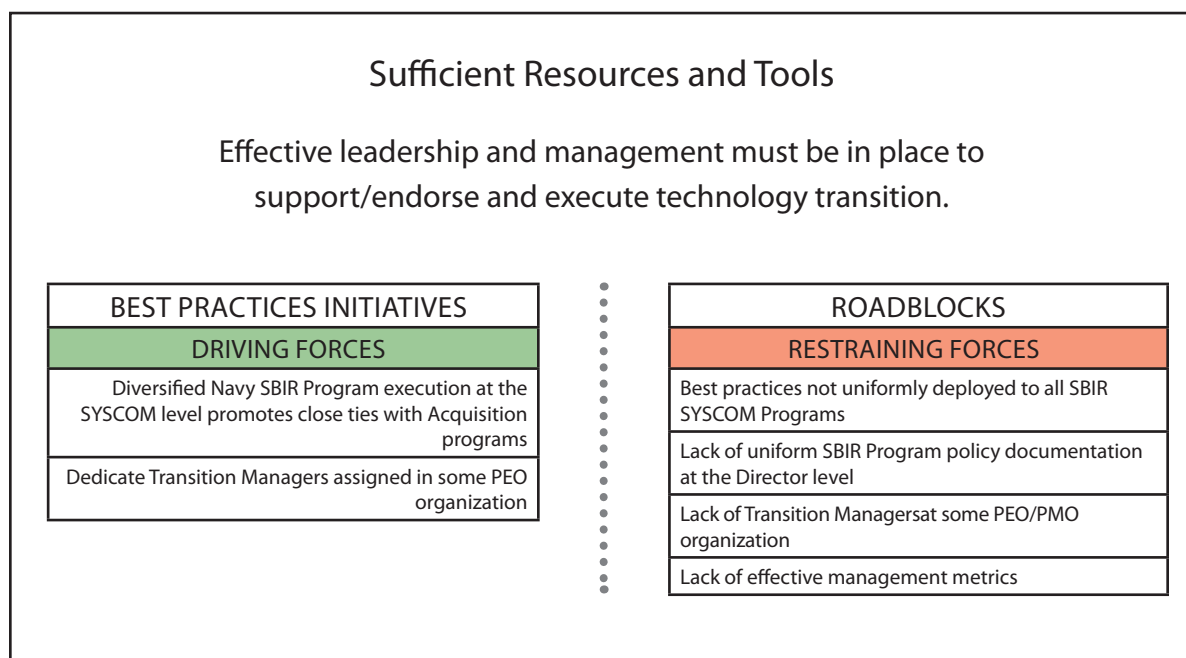 Sufficient Resources and Tools
Effective leadership and management must be in place to
support/endorse and execute technology transition.
BEST PRACTICES INITIATIVES
DRIVING FORCES
Diversified Navy SBIR Program execution at the
SYSCOM level promotes close ties with Acquisition
programs
Dedicate Transition Managers assigned in some PEO
organization
ROADBLOCKS
RESTRAINING FORCES
Best practices not uniformly deployed to all SBIR
SYSCOM Programs
Lack of uniform SBIR Program policy documentation
at the Director level
Lack of Transition Managersat some PEO/PMO
organization
Lack of effective management metrics